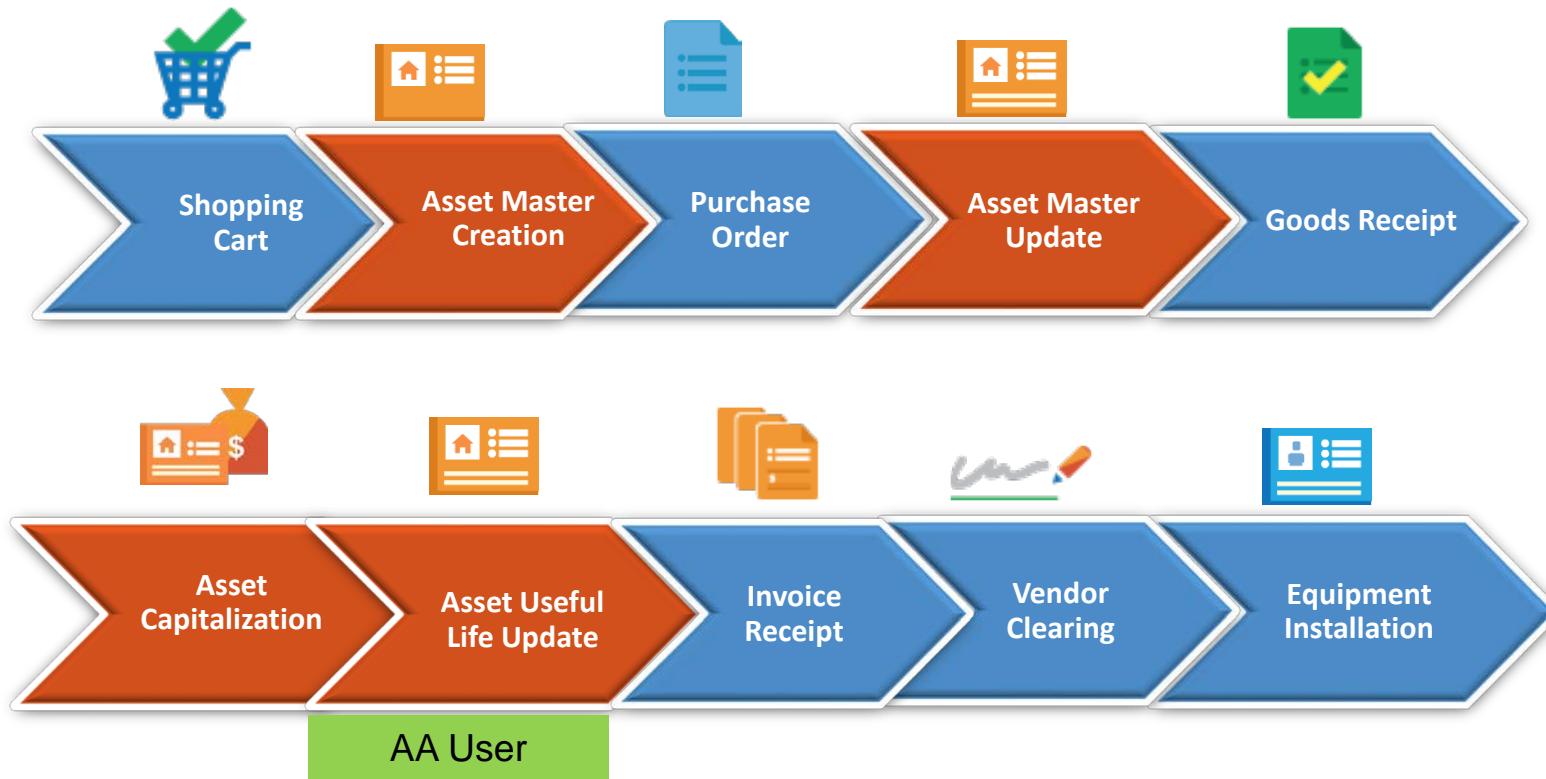 Shopping
Cart
Asset Master
Creation
Purchase
Order
Asset Master
Update
Goods Receipt
$
Asset
Capitalization
Asset Useful
Life Update
Invoice
Receipt
Vendor
Clearing
Equipment
Installation
AA User